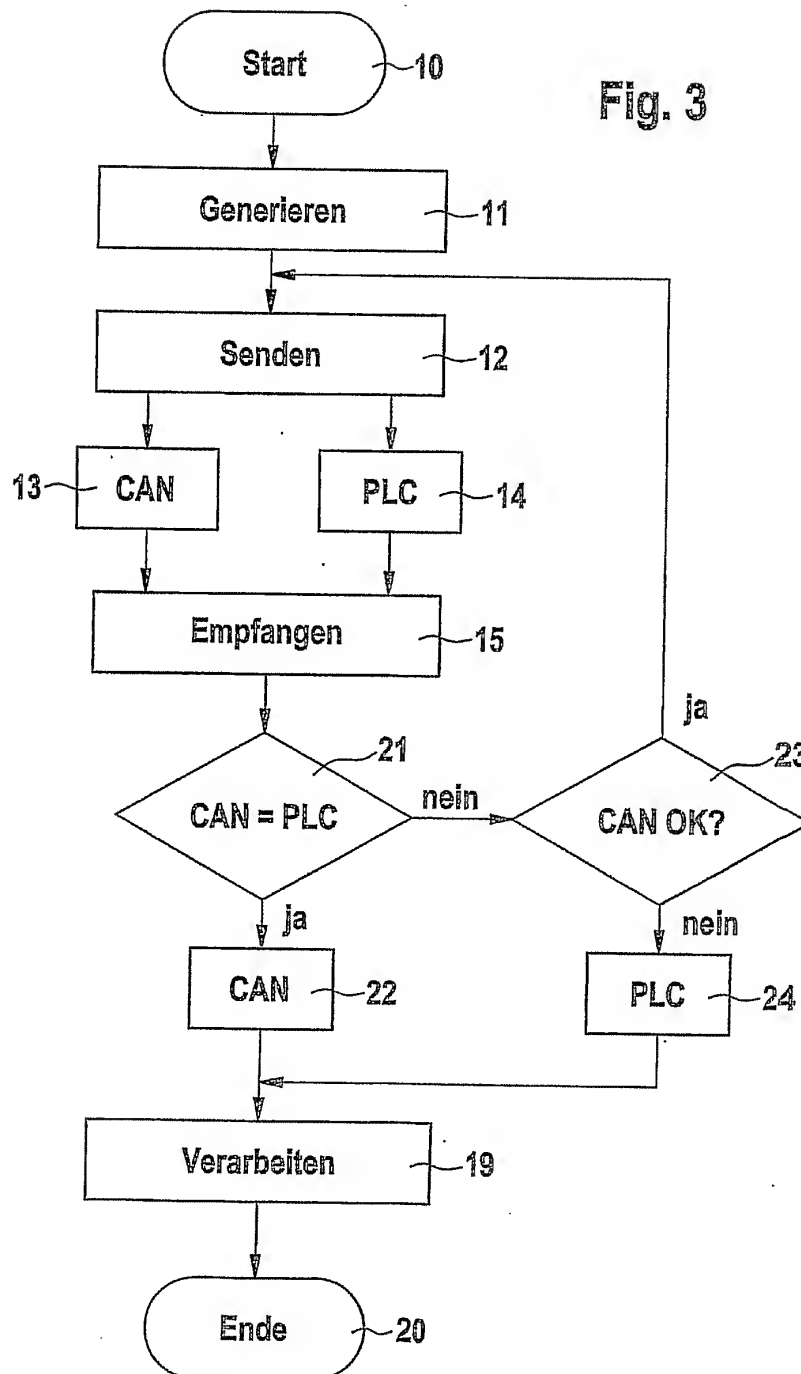 Start 10
Fig. 3
Generieren 11
Senden 12
13 CAN PLC 14
Empfangen 15
ja
21 23
CAN = PLC nein CAN OK?
ja nein
CAN 22 PLC 24
Verarbeiten 19
Ende 20